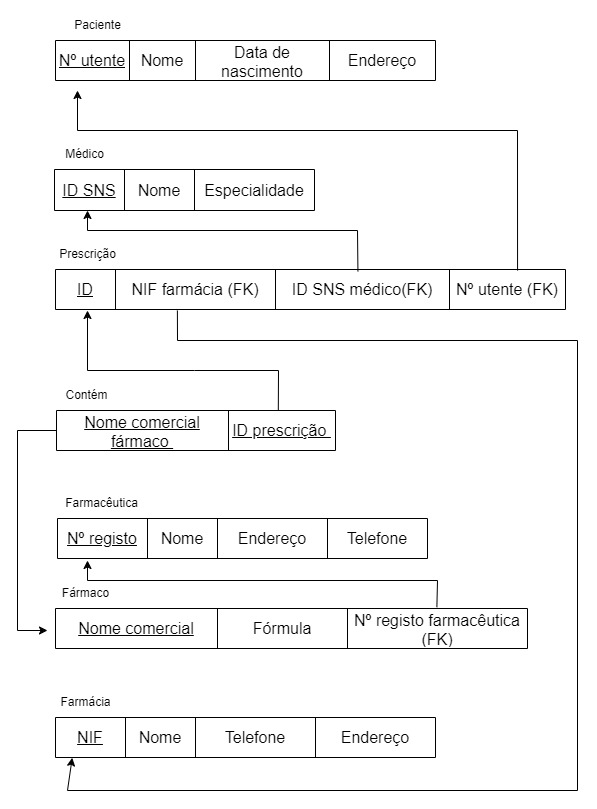 Paciente
Nº utente Nome Data de
nascimento Endereço
Médico
ID SNS Nome Especialidade
Prescrição
ID NIF farmácia (FK) ID SNS médico(FK) Nº utente (FK)
Contém
Nome comercial
fármaco ID prescrição
Farmacêutica
Nº registo Nome Endereço Telefone
Fármaco
Nome comercial Fórmula Nº registo farmacêutica
(FK)
Farmácia
NIF Nome Telefone Endereço